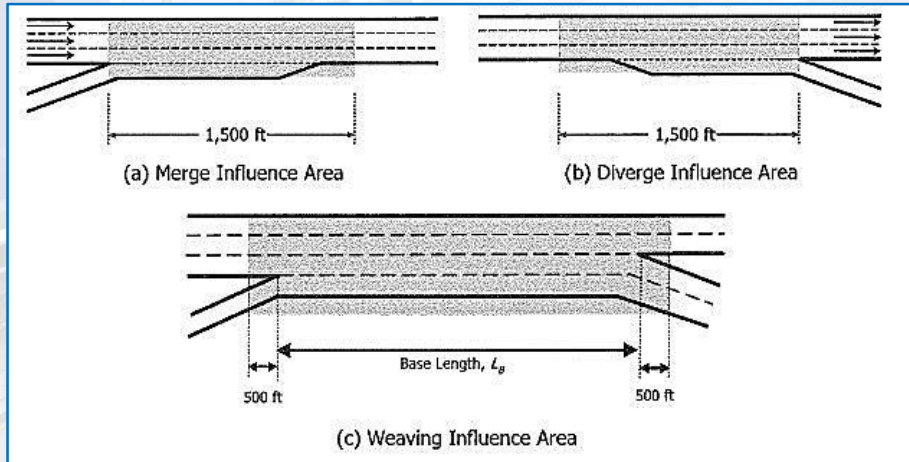 1,500 ft
1,500 ft
(a) Merge Influence Area
(b) Diverge Influence Area
Base Length, L_B
500 ft
500 ft
(c) Weaving Influence Area